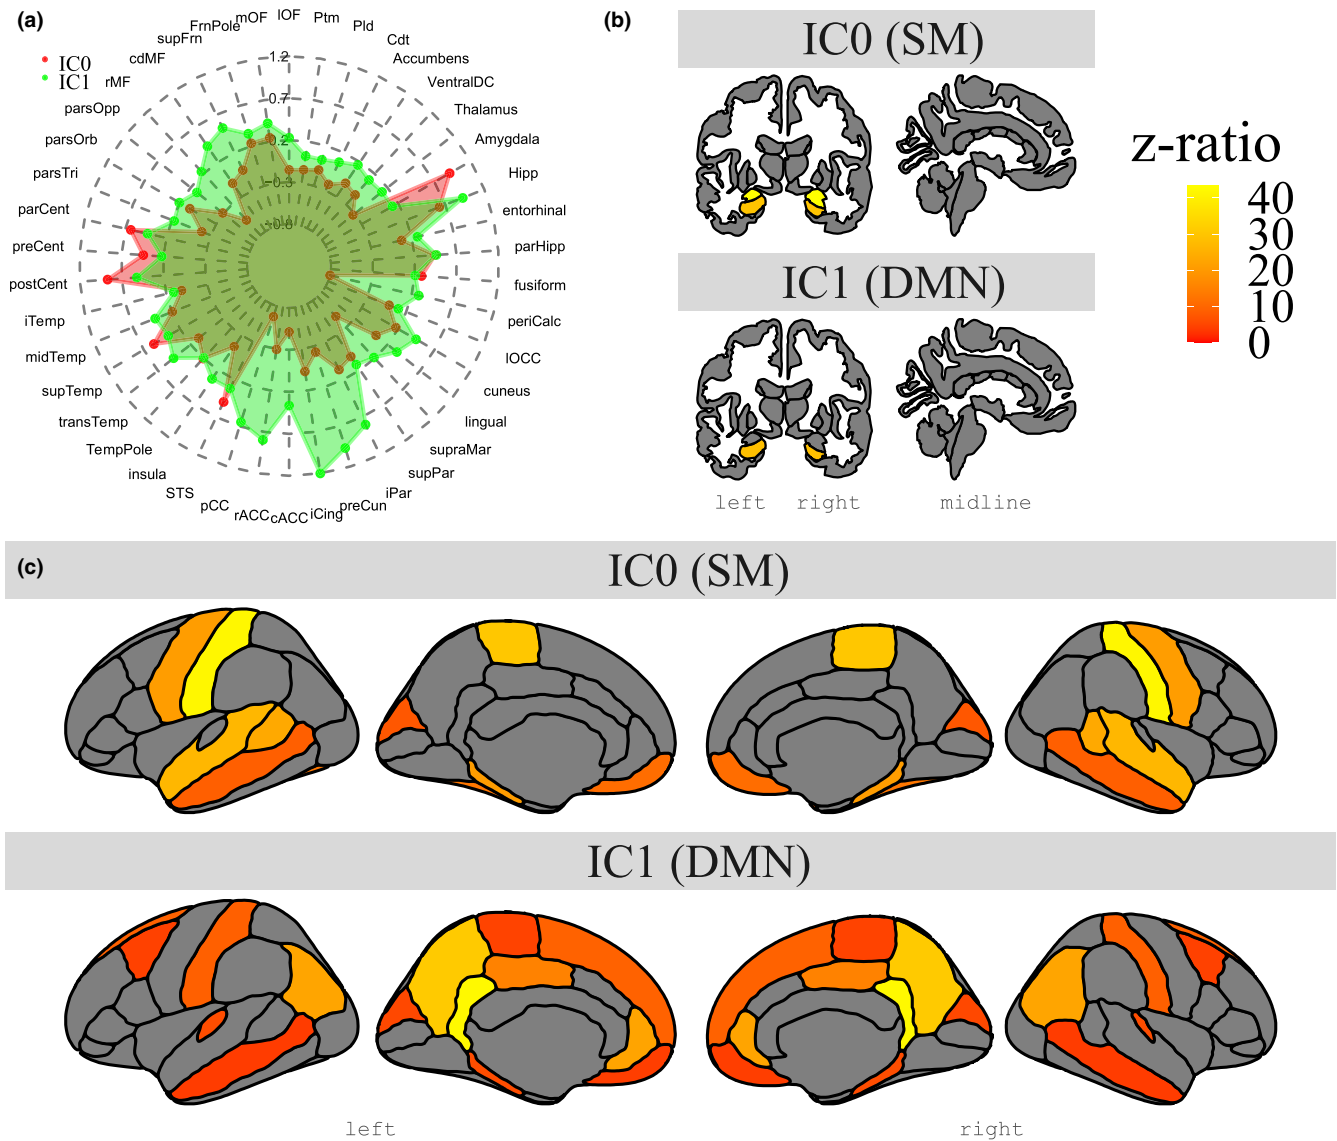 (a)
IC0
IC1
lOF
Ptm
Pld
Cdt
Accumbens
VentralDC
Thalamus
Amygdala
Hipp
entorhinal
parHipp
fusiform
periCalc
lOCC
cuneus
lingual
supraMar
supPar
iPar
preCun
iCing
cACC
rACC
pCC
STS
insula
TempPole
transTemp
supTemp
midTemp
iTemp
postCent
preCent
parCent
parsTri
parsOrb
parsOpp
rMF
cdMF
supFrn
FrnPole
mOF
1.2
0.7
0.2
−0.3
−0.8
(b)
IC0 (SM)
IC1 (DMN)
left right midline
z-ratio
40
30
20
10
0
(c)
IC0 (SM)
IC1 (DMN)
left right